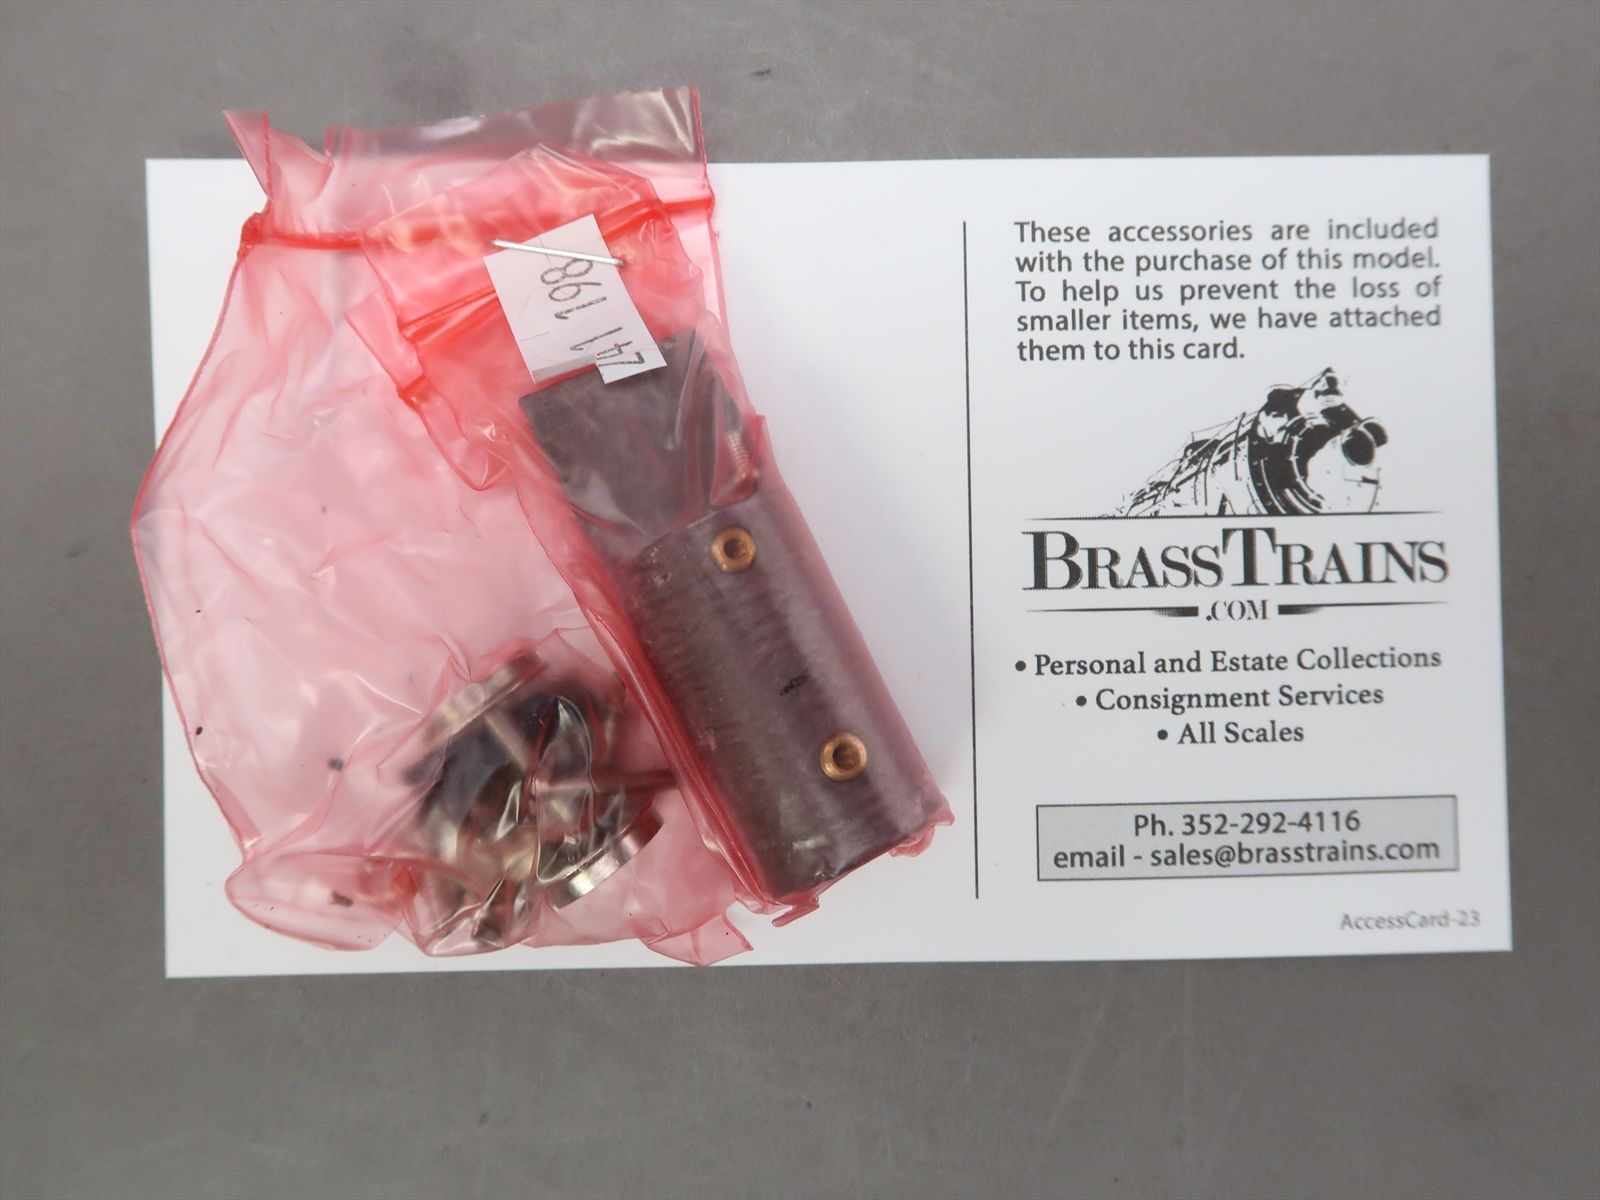 These accessories are included
with the purchase of this model.
To help us prevent the loss of
smaller items, we have attached
them to this card.
BRASSTRAINS
.COM
• Personal and Estate Collections
• Consignment Services
• All Scales
Ph. 352-292-4116
email - sales@brasstrains.com
AccessCard-23